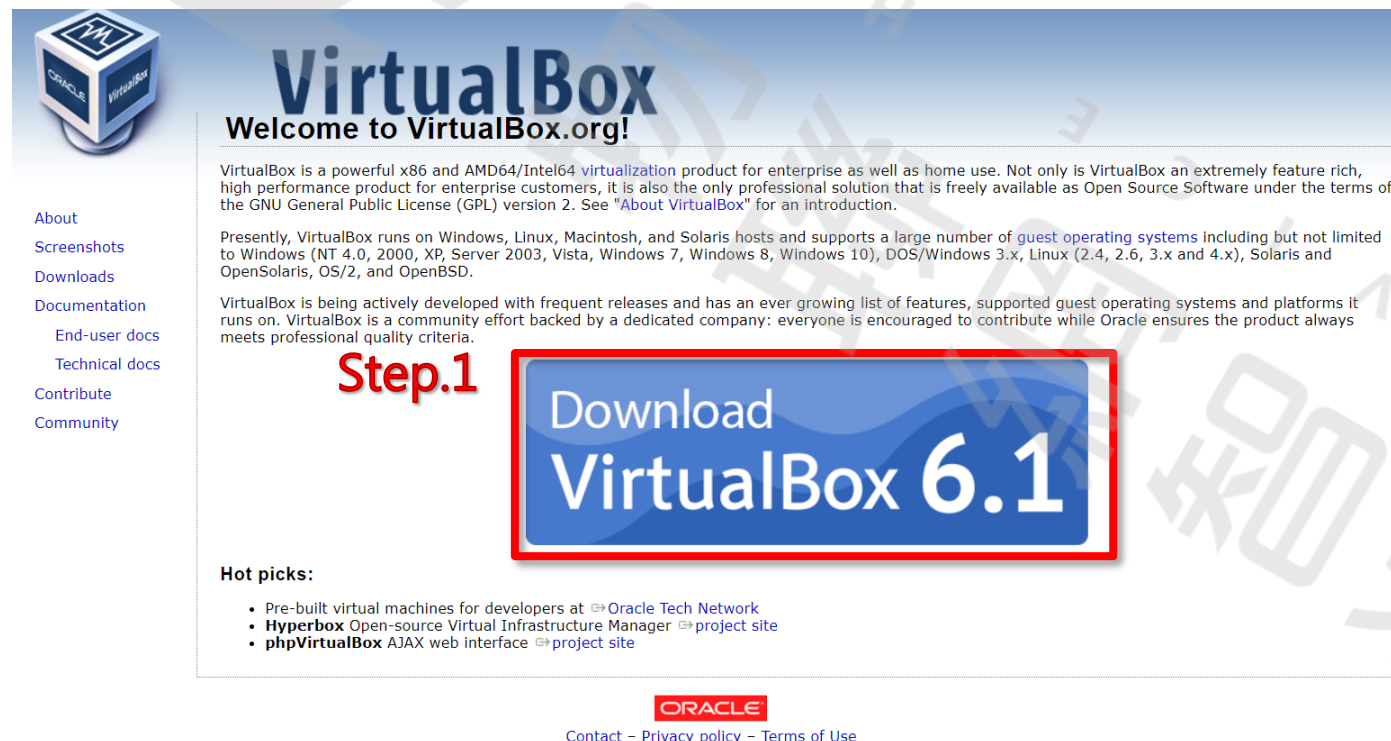 ORACLE
VirtualBox
VirtualBox
Welcome to VirtualBox.org!
VirtualBox is a powerful x86 and AMD64/Intel64 virtualization product for enterprise as well as home use. Not only is VirtualBox an extremely feature rich,
high performance product for enterprise customers, it is also the only professional solution that is freely available as Open Source Software under the terms of
the GNU General Public License (GPL) version 2. See "About VirtualBox" for an introduction.
Presently, VirtualBox runs on Windows, Linux, Macintosh, and Solaris hosts and supports a large number of guest operating systems including but not limited
to Windows (NT 4.0, 2000, XP, Server 2003, Vista, Windows 7, Windows 8, Windows 10), DOS/Windows 3.x, Linux (2.4, 2.6, 3.x and 4.x), Solaris and
OpenSolaris, OS/2, and OpenBSD.
VirtualBox is being actively developed with frequent releases and has an ever growing list of features, supported guest operating systems and platforms it
runs on. VirtualBox is a community effort backed by a dedicated company: everyone is encouraged to contribute while Oracle ensures the product always
meets professional quality criteria.
About
Screenshots
Downloads
Documentation
End-user docs
Technical docs
Contribute
Community
Step.1
Download
VirtualBox 6.1
Hot picks:
Pre-built virtual machines for developers at Oracle Tech Network
Hyperbox Open-source Virtual Infrastructure Manager project site
phpVirtualBox AJAX web interface project site
ORACLE
Contact – Privacy policy – Terms of Use